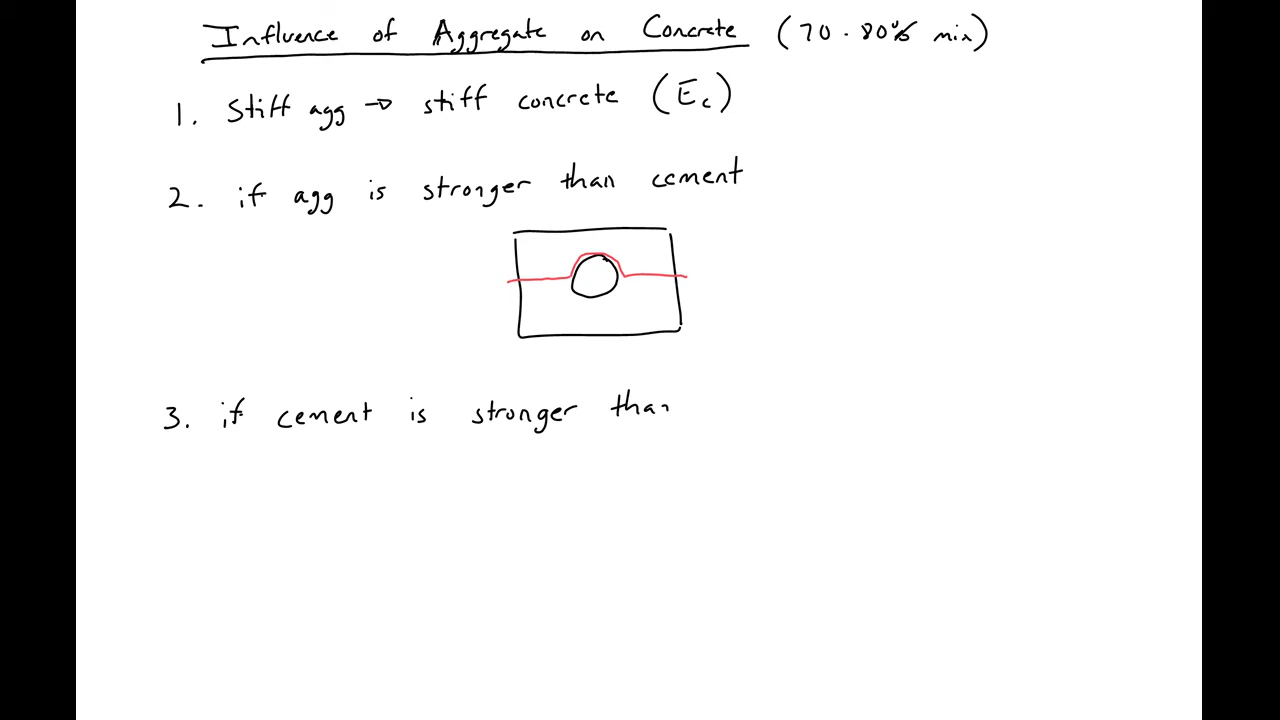 Influence of Aggregate on Concrete (70-80% mix)
1. Stiff agg → stiff concrete (Ec)
2. if agg is stronger than cement
3. if cement is stronger than